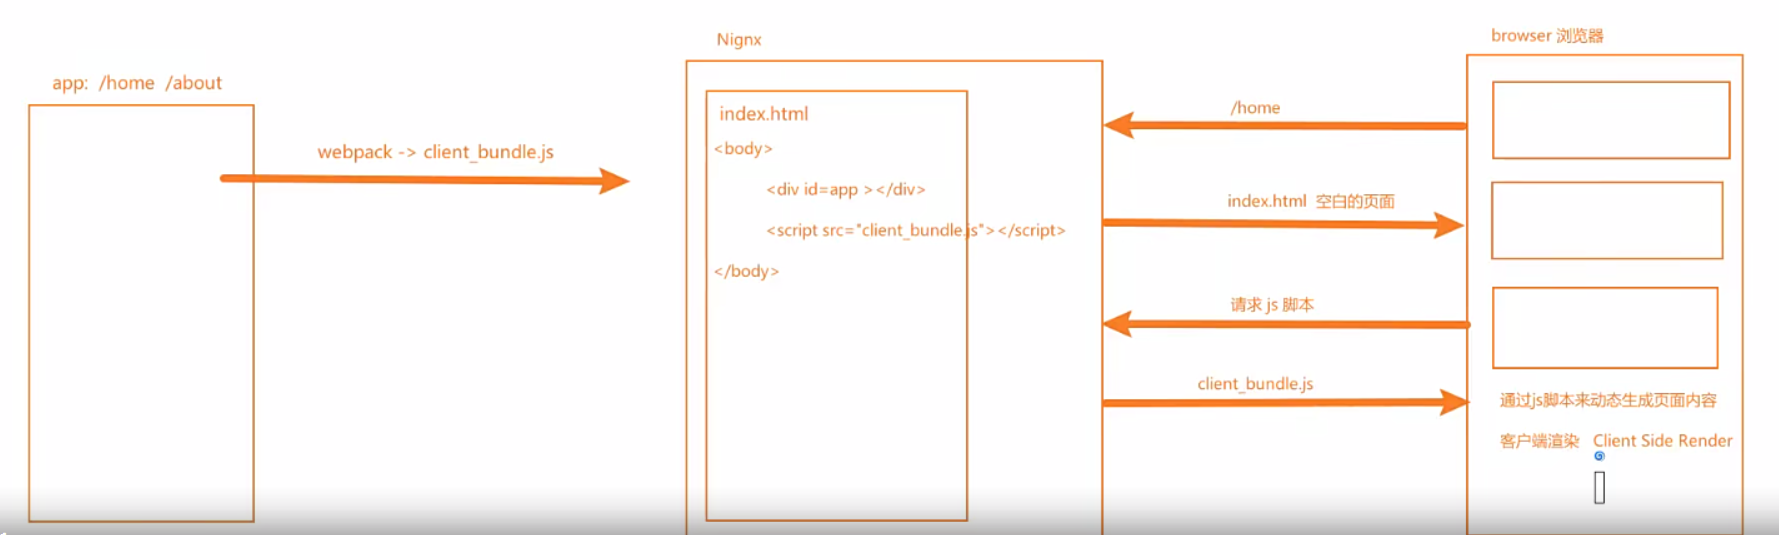 app: /home /about
webpack -> client_bundle.js
Nignx
index.html
<body>
<div id=app ></div>
<script src="client_bundle.js"></script>
</body>
/home
index.html 空白的页面
请求 js 脚本
client_bundle.js
browser 浏览器
通过js脚本来动态生成页面内容
客户端渲染 Client Side Render